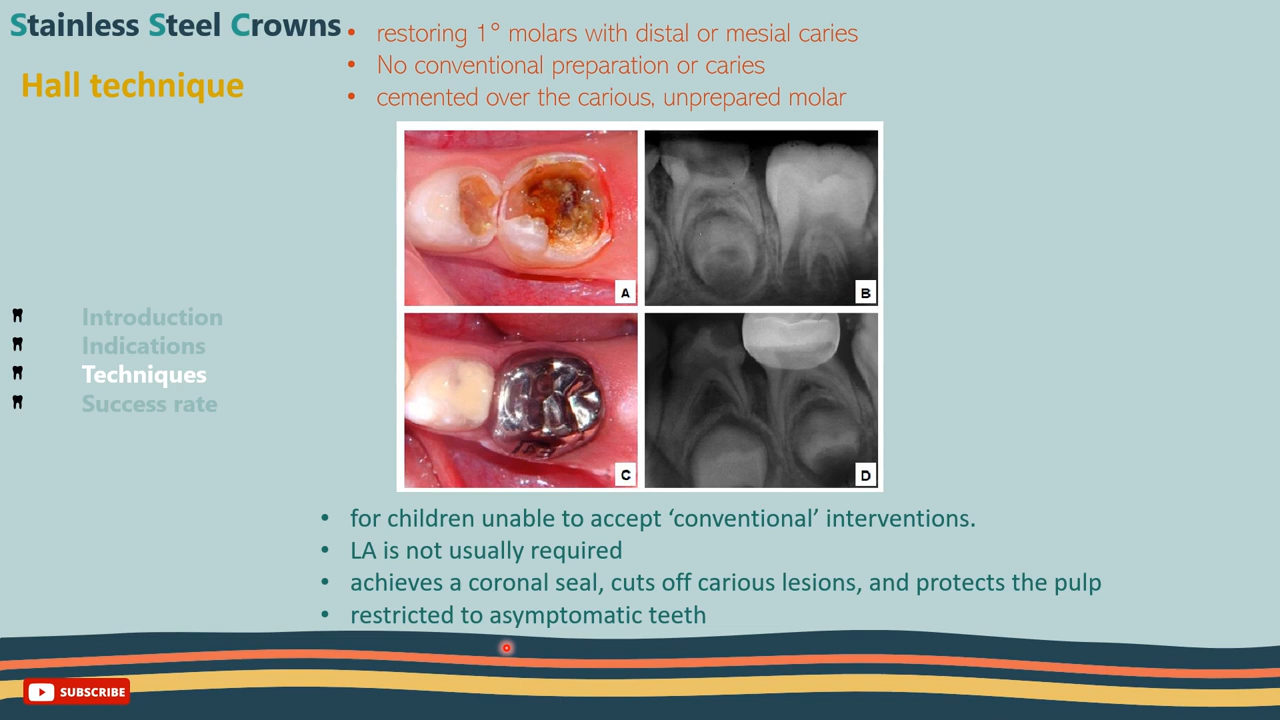 Stainless Steel Crowns
Hall technique
• restoring 1° molars with distal or mesial caries
• No conventional preparation or caries
• cemented over the carious, unprepared molar
A
B
C
D
Introduction
Indications
Techniques
Success rate
• for children unable to accept ‘conventional’ interventions.
• LA is not usually required
• achieves a coronal seal, cuts off carious lesions, and protects the pulp
• restricted to asymptomatic teeth
SUBSCRIBE